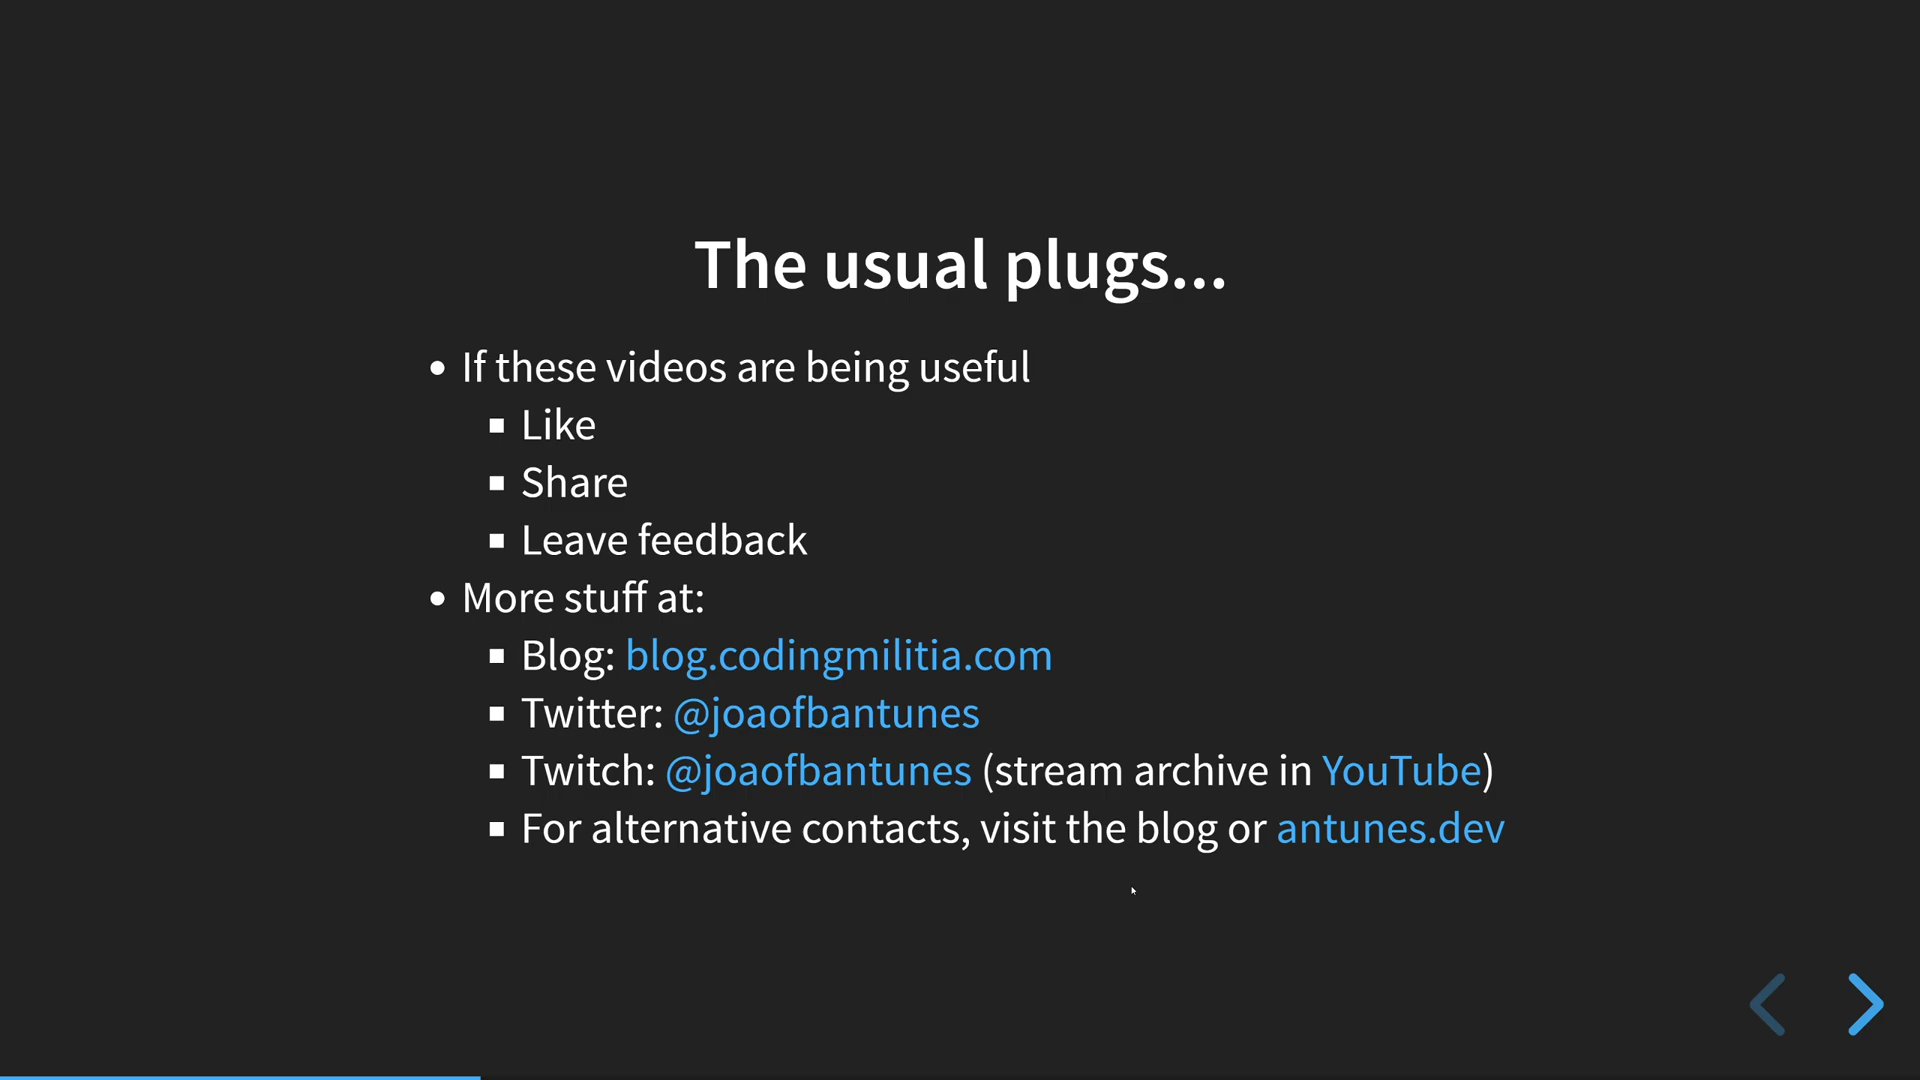 The usual plugs...
If these videos are being useful
Like
Share
Leave feedback
More stuff at:
Blog: blog.codingmilitia.com
Twitter: @joaofbantunes
Twitch: @joaofbantunes (stream archive in YouTube)
For alternative contacts, visit the blog or antunes.dev